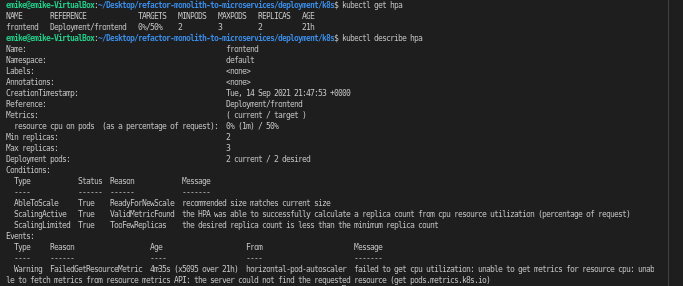 emike@emike-VirtualBox:~/Desktop/refactor-monolith-to-microservices/deployment/k8s$ kubectl get hpa
NAME       REFERENCE             TARGETS   MINPODS   MAXPODS   REPLICAS   AGE
frontend   Deployment/frontend   0%/50%    2         3         2          21h
emike@emike-VirtualBox:~/Desktop/refactor-monolith-to-microservices/deployment/k8s$ kubectl describe hpa
Name:                                                  frontend
Namespace:                                             default
Labels:                                                <none>
Annotations:                                           <none>
CreationTimestamp:                                     Tue, 14 Sep 2021 21:47:53 +0000
Reference:                                             Deployment/frontend
Metrics:                                               ( current / target )
  resource cpu on pods  (as a percentage of request):  0% (1m) / 50%
Min replicas:                                          2
Max replicas:                                          3
Deployment pods:                                       2 current / 2 desired
Conditions:
  Type            Status  Reason            Message
  ----            ------  ------            -------
  AbleToScale     True    ReadyForNewScale  recommended size matches current size
  ScalingActive   True    ValidMetricFound  the HPA was able to successfully calculate a replica count from cpu resource utilization (percentage of request)
  ScalingLimited  True    TooFewReplicas    the desired replica count is less than the minimum replica count
Events:
  Type     Reason                   Age                     From                       Message
  ----     ------                   ----                    ----                       -------
  Warning  FailedGetResourceMetric  4m35s (x5095 over 21h)  horizontal-pod-autoscaler  failed to get cpu utilization: unable to get metrics for resource cpu: unab
le to fetch metrics from resource metrics API: the server could not find the requested resource (get pods.metrics.k8s.io)